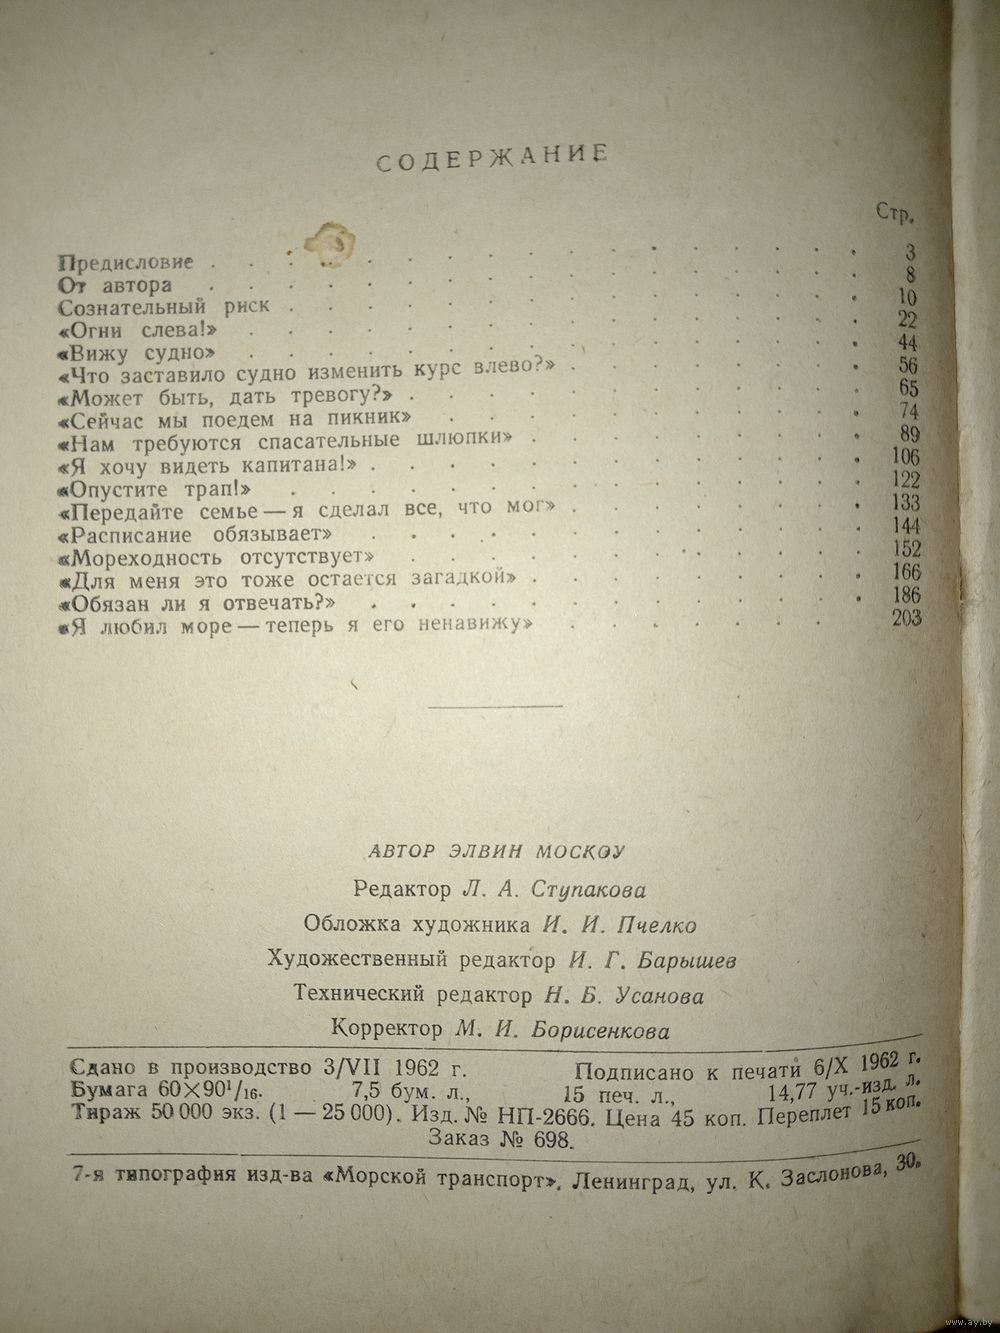 СОДЕРЖАНИЕ
Стр.
Предисловие . . . . . . . . . . . . . . . . . 3
От автора . . . . . . . . . . . . . . . . . 8
Сознательный риск . . . . . . . . . . . . . . . 10
«Огни слева!» . . . . . . . . . . . . . . . . 22
«Вижу судно» . . . . . . . . . . . . . . . . 44
«Что заставило судно изменить курс влево?» . . . . . . . . 56
«Может быть, дать тревогу?» . . . . . . . . . . . . 65
«Сейчас мы поедем на пикник» . . . . . . . . . . . 74
«Нам требуются спасательные шлюпки» . . . . . . . . . 89
«Я хочу видеть капитана!» . . . . . . . . . . . . . 106
«Опустите трап!» . . . . . . . . . . . . . . . 122
«Передайте семье — я сделал все, что мог» . . . . . . . . 133
«Расписание обязывает» . . . . . . . . . . . . . 144
«Мореходность отсутствует» . . . . . . . . . . . . 152
«Для меня это тоже остается загадкой» . . . . . . . . . 166
«Обязан ли я отвечать?» . . . . . . . . . . . . . 186
«Я любил море — теперь я его ненавижу» . . . . . . . 203
АВТОР ЭЛВИН МОСКОУ
Редактор Л. А. Ступакова
Обложка художника И. И. Пчелко
Художественный редактор И. Г. Барышев
Технический редактор Н. Б. Усанова
Корректор М. И. Борисенкова
Сдано в производство 3/VII 1962 г. Подписано к печати 6/X 1962 г.
Бумага 60×90¹/₁₆. 7,5 бум. л., 15 печ. л., 14,77 уч.-изд. л.
Тираж 50 000 экз. (1 — 25 000). Изд. № НП-2666. Цена 45 коп. Переплет 15 коп.
Заказ № 698.
7-я типография изд-ва «Морской транспорт». Ленинград, ул. К. Заслонова, 30.
www.ay.by